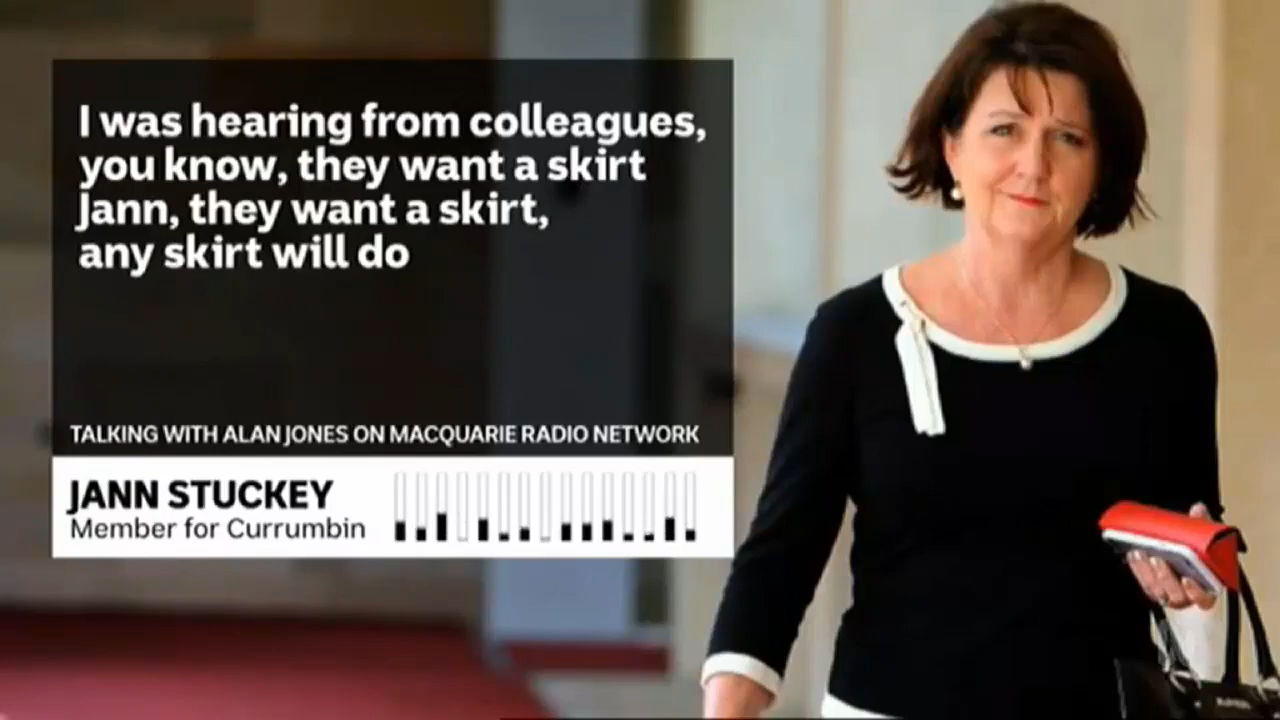 I was hearing from colleagues,
you know, they want a skirt
Jann, they want a skirt,
any skirt will do
TALKING WITH ALAN JONES ON MACQUARIE RADIO NETWORK
JANN STUCKEY
Member for Currumbin